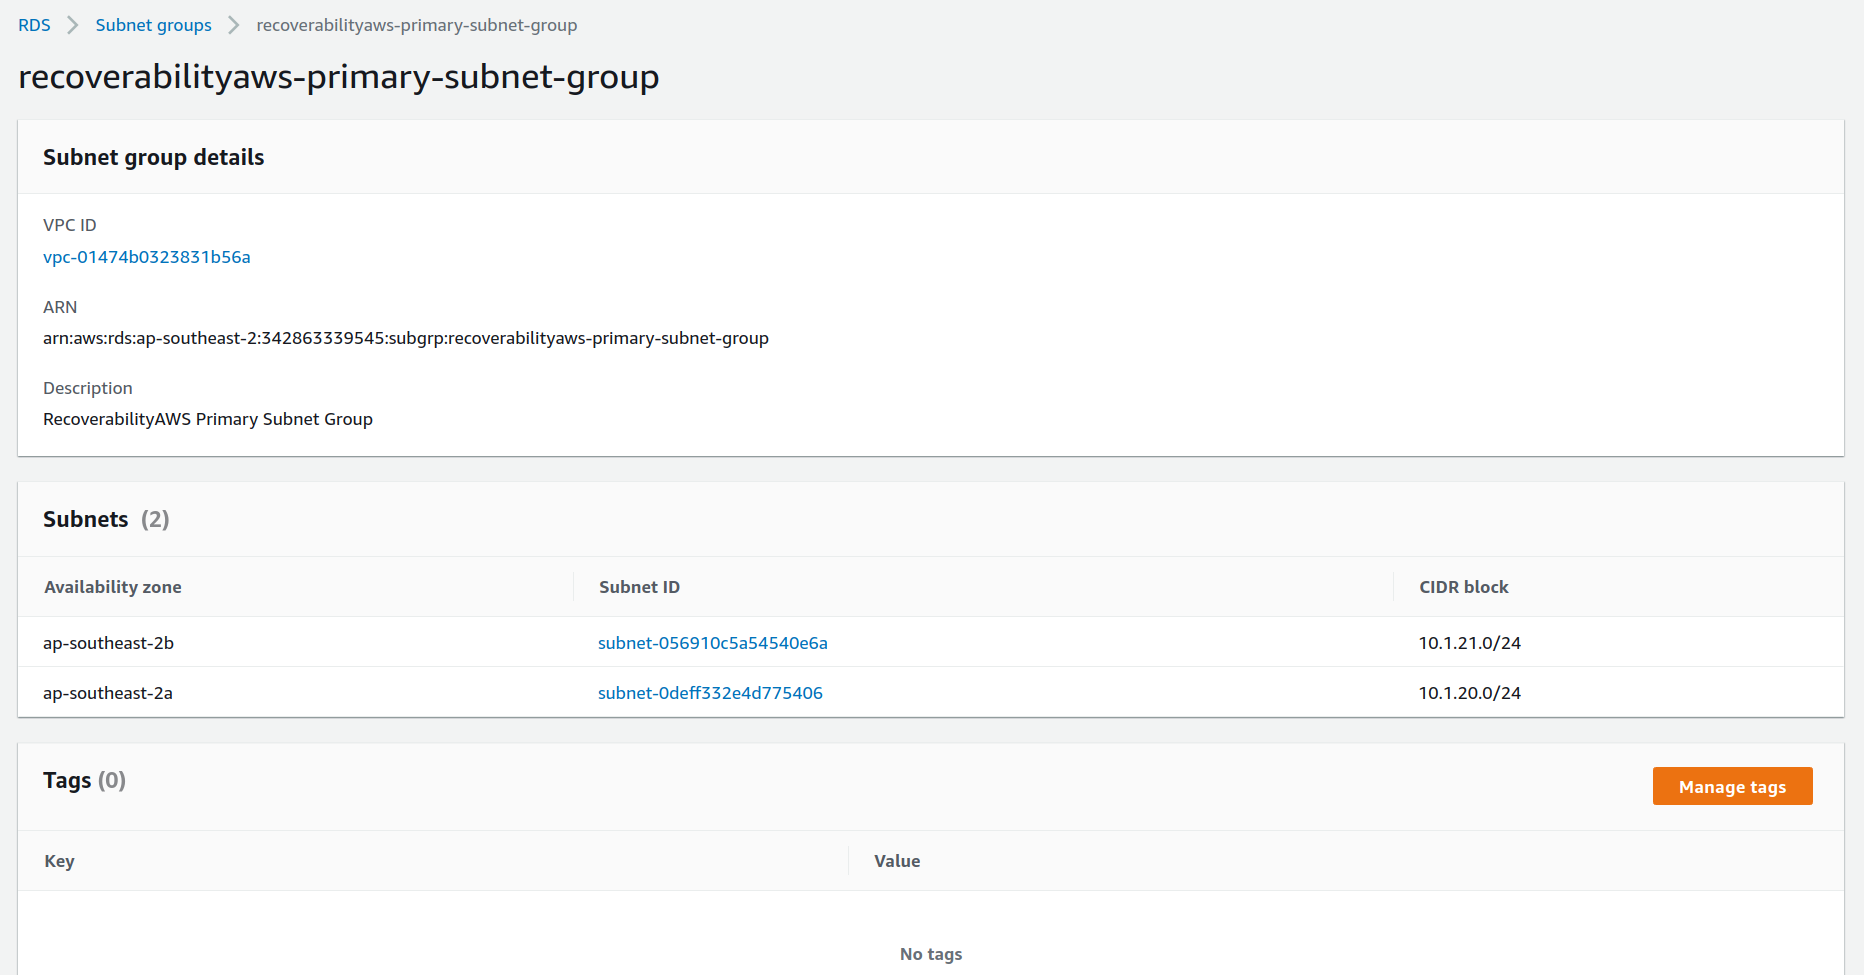 RDS > Subnet groups > recoverabilityaws-primary-subnet-group
recoverabilityaws-primary-subnet-group
Subnet group details
VPC ID
vpc-01474b0323831b56a
ARN
arn:aws:rds:ap-southeast-2:342863339545:subgrp:recoverabilityaws-primary-subnet-group
Description
RecoverabilityAWS Primary Subnet Group
Subnets (2)
Availability zone Subnet ID CIDR block
ap-southeast-2b subnet-056910c5a54540e6a 10.1.21.0/24
ap-southeast-2a subnet-0deff332e4d775406 10.1.20.0/24
Tags (0) Manage tags
Key Value
No tags